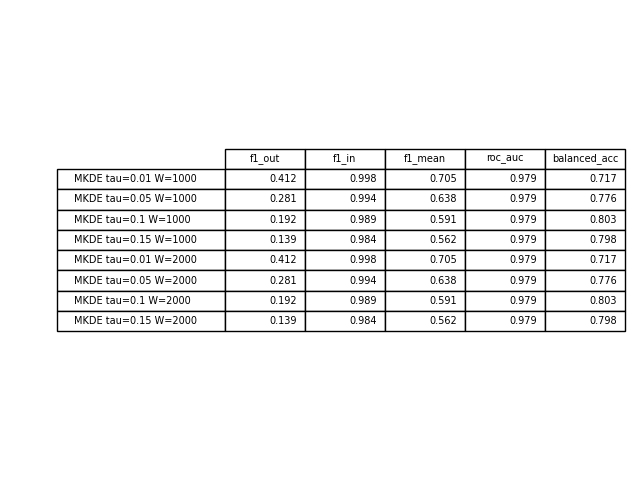 f1_out f1_in f1_mean roc_auc balanced_acc
MKDE tau=0.01 W=1000 0.412 0.998 0.705 0.979 0.717
MKDE tau=0.05 W=1000 0.281 0.994 0.638 0.979 0.776
MKDE tau=0.1 W=1000 0.192 0.989 0.591 0.979 0.803
MKDE tau=0.15 W=1000 0.139 0.984 0.562 0.979 0.798
MKDE tau=0.01 W=2000 0.412 0.998 0.705 0.979 0.717
MKDE tau=0.05 W=2000 0.281 0.994 0.638 0.979 0.776
MKDE tau=0.1 W=2000 0.192 0.989 0.591 0.979 0.803
MKDE tau=0.15 W=2000 0.139 0.984 0.562 0.979 0.798